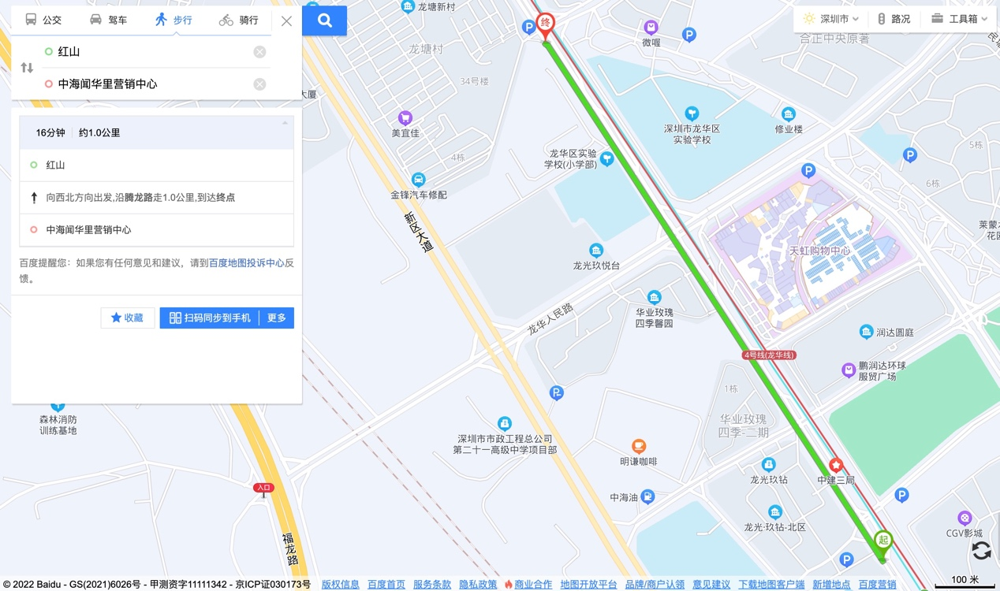 公交 驾车 步行 骑行
红山
中海闻华里营销中心
16分钟 约1.0公里
红山
向西北方向出发,沿腾龙路走1.0公里,到达终点
中海闻华里营销中心
百度提醒您：如果您有任何意见和建议，请到百度地图投诉中心反
馈。
收藏 扫码同步到手机 更多
深圳市 路况 工具箱
龙塘新村
龙塘村
34号楼
大厦
美宜佳
4栋
金锋汽车修配
新区大道
终
P
微喔
P
合正中央原著
深圳市龙华区
实验学校
修业楼
龙华区实验
学校(小学部)
P
5栋
6栋
P
天虹购物中心
龙光玖悦台
龙华人民路
华业玫瑰
四季馨园
4号线(龙华线)
润达圆庭
鹏润达环球
服贸广场
1栋
华业玫瑰
四季-二期
P
深圳市市政工程总公司
第二十一高级中学项目部
明谦咖啡
中海油
龙光玖钻
龙光·玖钻-北区
中建三局
P
CGV影城
起
P
森林消防
训练基地
入口
福龙路
100 米
© 2022 Baidu - GS(2021)6026号 - 甲测资字11111342 - 京ICP证030173号 版权信息 百度首页 服务条款 隐私政策 商业合作 地图开放平台 品牌/商户认领 意见建议 下载地图客户端 新增地点 百度营销